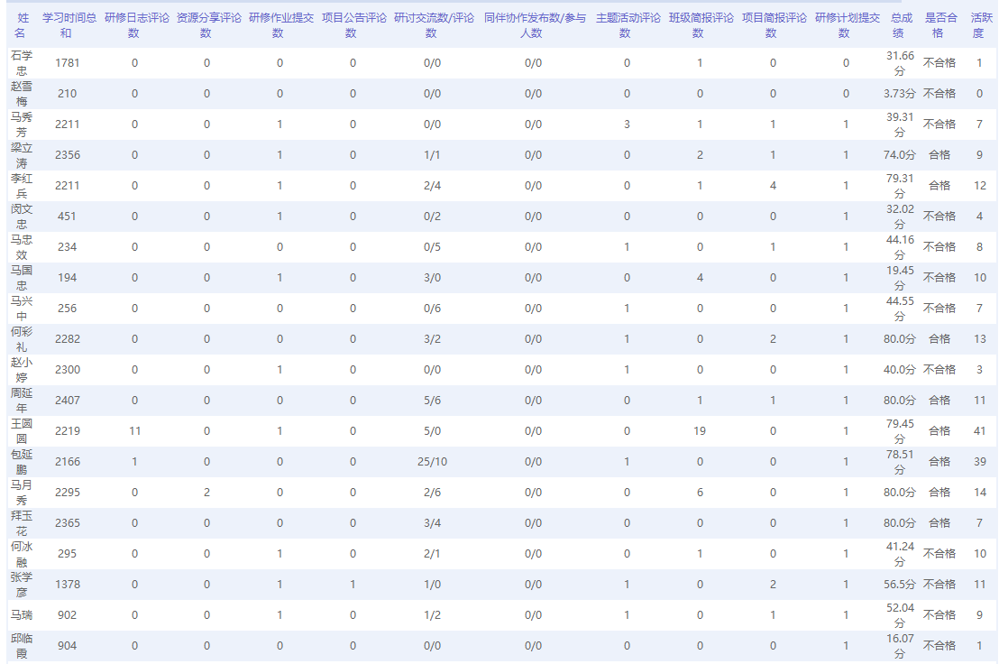 姓名 学习时间总和 研修日志评论数 资源分享评论数 研修作业提交数 项目公告评论数 研讨交流数/评论数 同伴协作发布数/参与人数 主题活动评论数 班级简报评论数 项目简报评论数 研修计划提交数 总成绩 是否合格 活跃度
石学忠 1781 0 0 0 0 0/0 0/0 0 1 0 0 31.66分 不合格 1
赵雪梅 210 0 0 0 0 0/0 0/0 0 0 0 0 3.73分 不合格 0
马秀芳 2211 0 0 1 0 0/0 0/0 3 1 1 1 39.31分 不合格 7
梁立涛 2356 0 0 1 0 1/1 0/0 0 2 1 1 74.0分 合格 9
李红兵 2211 0 0 1 0 2/4 0/0 0 1 4 1 79.31分 合格 12
闵文忠 451 0 0 1 0 0/2 0/0 0 0 0 1 32.02分 不合格 4
马忠效 234 0 0 0 0 0/5 0/0 1 0 1 1 44.16分 不合格 8
马国忠 194 0 0 1 0 3/0 0/0 0 4 0 1 19.45分 不合格 10
马兴中 256 0 0 0 0 0/6 0/0 1 0 0 1 44.55分 不合格 7
何彩礼 2282 0 0 0 0 3/2 0/0 1 0 2 1 80.0分 合格 13
赵小婷 2300 0 0 1 0 0/0 0/0 1 0 0 1 40.0分 不合格 3
周延年 2407 0 0 0 0 5/6 0/0 0 1 1 1 80.0分 合格 11
王圆圆 2219 11 0 1 0 5/0 0/0 0 19 0 1 79.45分 合格 41
包延鹏 2166 1 0 0 0 25/10 0/0 1 0 0 1 78.51分 合格 39
马月秀 2295 0 2 0 0 2/6 0/0 0 6 0 1 80.0分 合格 14
拜玉花 2365 0 0 0 0 3/4 0/0 0 0 0 1 80.0分 合格 7
何冰融 295 0 0 1 0 2/1 0/0 0 1 0 1 41.24分 不合格 10
张学彦 1378 0 0 1 1 1/0 0/0 1 0 2 1 56.5分 不合格 11
马瑞 902 0 0 1 0 1/2 0/0 1 0 1 1 52.04分 不合格 9
邱临霞 904 0 0 0 0 0/0 0/0 0 0 0 1 16.07分 不合格 1